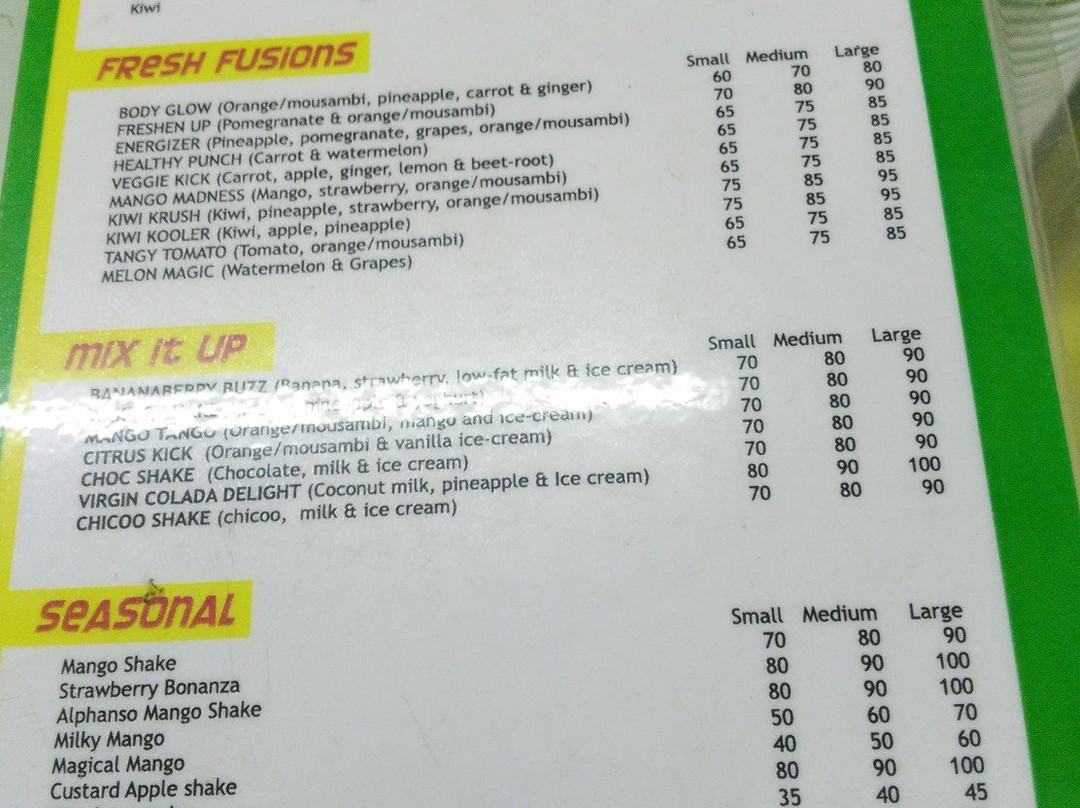 Kiwi
FRESH FUSIONS Small Medium Large
BODY GLOW (Orange/mousambi, pineapple, carrot & ginger) 60 70 80
FRESHEN UP (Pomegranate & orange/mousambi) 70 80 90
ENERGIZER (Pineapple, pomegranate, grapes, orange/mousambi) 65 75 85
HEALTHY PUNCH (Carrot & watermelon) 65 75 85
VEGGIE KICK (Carrot, apple, ginger, lemon & beet-root) 65 75 85
MANGO MADNESS (Mango, strawberry, orange/mousambi) 65 75 85
KIWI KRUSH (Kiwi, pineapple, strawberry, orange/mousambi) 75 85 95
KIWI KOOLER (Kiwi, apple, pineapple) 75 85 95
TANGY TOMATO (Tomato, orange/mousambi) 65 75 85
MELON MAGIC (Watermelon & Grapes) 65 75 85
MIX IT UP Small Medium Large
BANANABERRY BUZZ (Banana, strawberry, low-fat milk & ice cream) 70 80 90
70 80 90
MANGO TANGO (Orange/mousambi, mango and ice-cream) 70 80 90
CITRUS KICK (Orange/mousambi & vanilla ice-cream) 70 80 90
CHOC SHAKE (Chocolate, milk & ice cream) 70 80 90
VIRGIN COLADA DELIGHT (Coconut milk, pineapple & Ice cream) 80 90 100
CHICOO SHAKE (chicoo, milk & ice cream) 70 80 90
SEASONAL Small Medium Large
Mango Shake 70 80 90
Strawberry Bonanza 80 90 100
Alphanso Mango Shake 80 90 100
Milky Mango 50 60 70
Magical Mango 40 50 60
Custard Apple shake 80 90 100
35 40 45